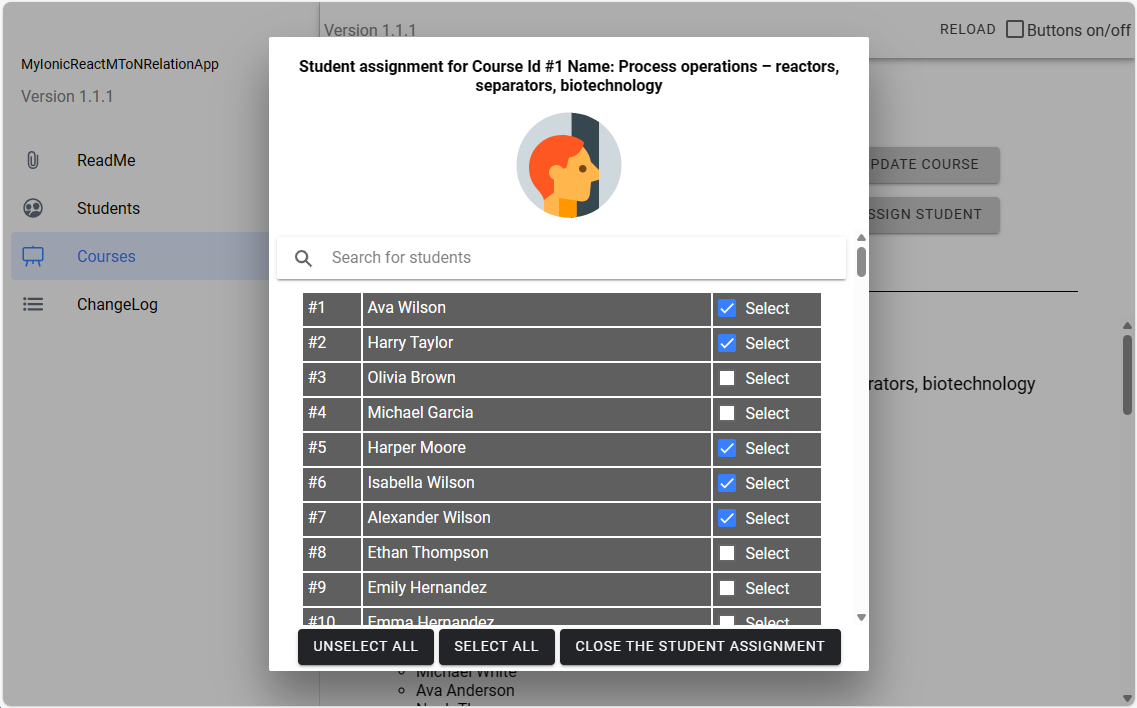 Version 1.1.1
RELOAD
Buttons on/off
MyIonicReactMToNRelationApp
Version 1.1.1
ReadMe
Students
Courses
ChangeLog
PDATE COURSE
SSIGN STUDENT
rators, biotechnology
Student assignment for Course Id #1 Name: Process operations – reactors,
separators, biotechnology
Search for students
#1 Ava Wilson Select
#2 Harry Taylor Select
#3 Olivia Brown Select
#4 Michael Garcia Select
#5 Harper Moore Select
#6 Isabella Wilson Select
#7 Alexander Wilson Select
#8 Ethan Thompson Select
#9 Emily Hernandez Select
#10 Emma Hernandez Select
UNSELECT ALL
SELECT ALL
CLOSE THE STUDENT ASSIGNMENT
Michael White
Ava Anderson